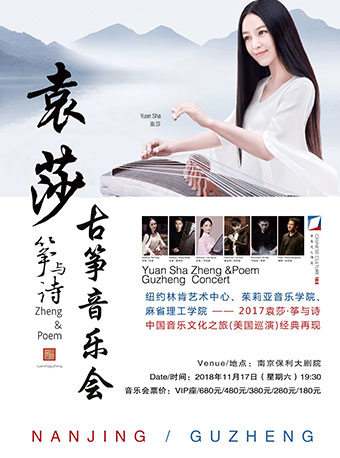 Yuan Sha
袁莎
袁莎
筝与诗
Zheng
&
Poem
古筝音乐会
Yuan Sha Zheng &Poem
Guzheng Concert
纽约林肯艺术中心、茱莉亚音乐学院、
麻省理工学院 —— 2017袁莎·筝与诗
中国音乐文化之旅(美国巡演)经典再现
Venue/地点：南京保利大剧院
Date/时间：2018年11月17日（星期六）19:30
音乐会票价：VIP座/680元/480元/380元/280元/180元
NANJING / GUZHENG